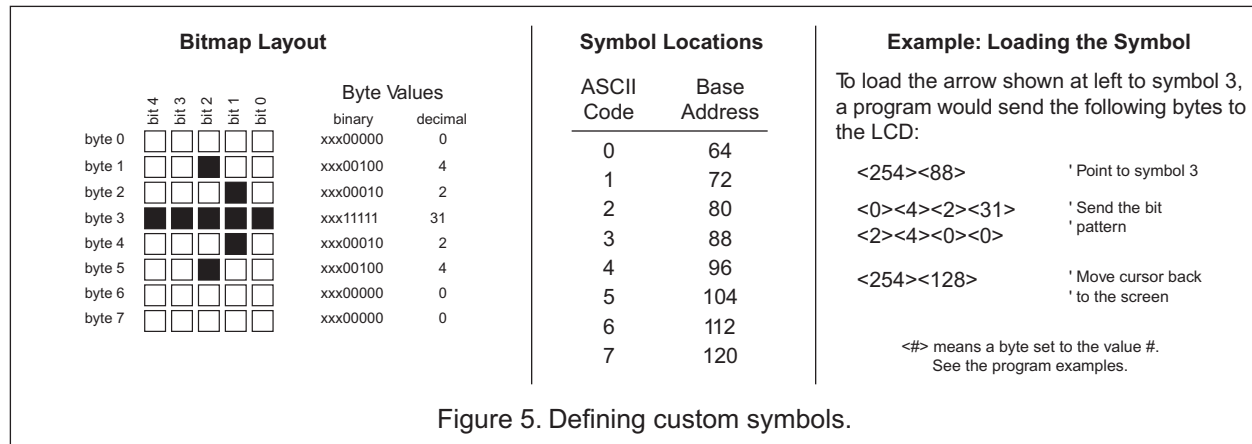 Bitmap Layout
bit 4
bit 3
bit 2
bit 1
bit 0
Byte Values
binary decimal
byte 0 xxx00000 0
byte 1 xxx00100 4
byte 2 xxx00010 2
byte 3 xxx11111 31
byte 4 xxx00010 2
byte 5 xxx00100 4
byte 6 xxx00000 0
byte 7 xxx00000 0
Symbol Locations
ASCII Base
Code Address
0 64
1 72
2 80
3 88
4 96
5 104
6 112
7 120
Example: Loading the Symbol
To load the arrow shown at left to symbol 3,
a program would send the following bytes to
the LCD:
<254><88> ' Point to symbol 3
<0><4><2><31> ' Send the bit
<2><4><0><0> ' pattern
<254><128> ' Move cursor back
' to the screen
<#> means a byte set to the value #.
See the program examples.
Figure 5. Defining custom symbols.